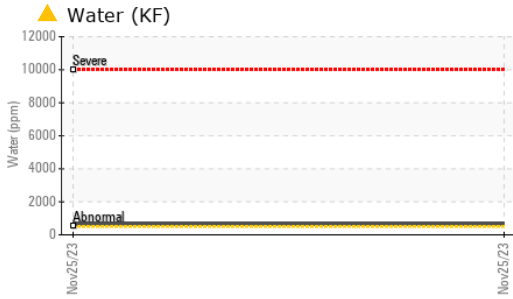 Water (KF)
12000
10000
8000
6000
4000
2000
0
Water (ppm)
Severe
Abnormal
Nov25/23
Nov25/23